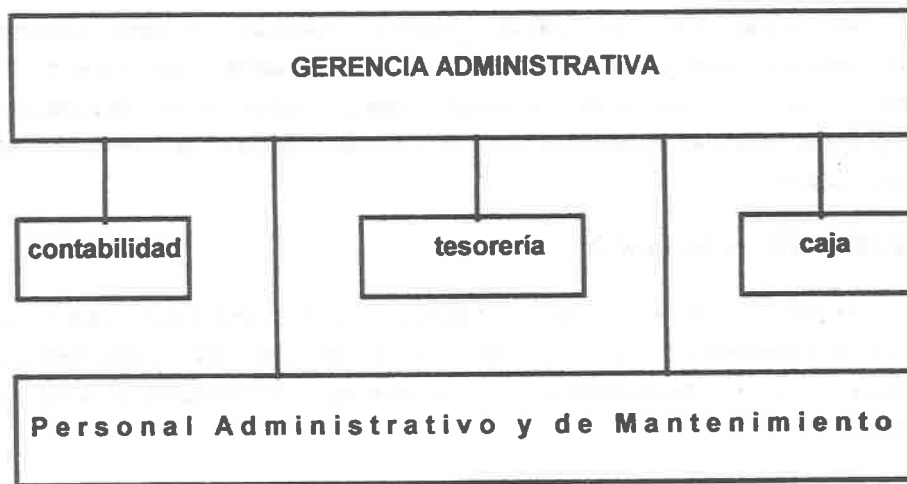 GERENCIA ADMINISTRATIVA
contabilidad
tesorería
caja
Personal Administrativo y de Mantenimiento